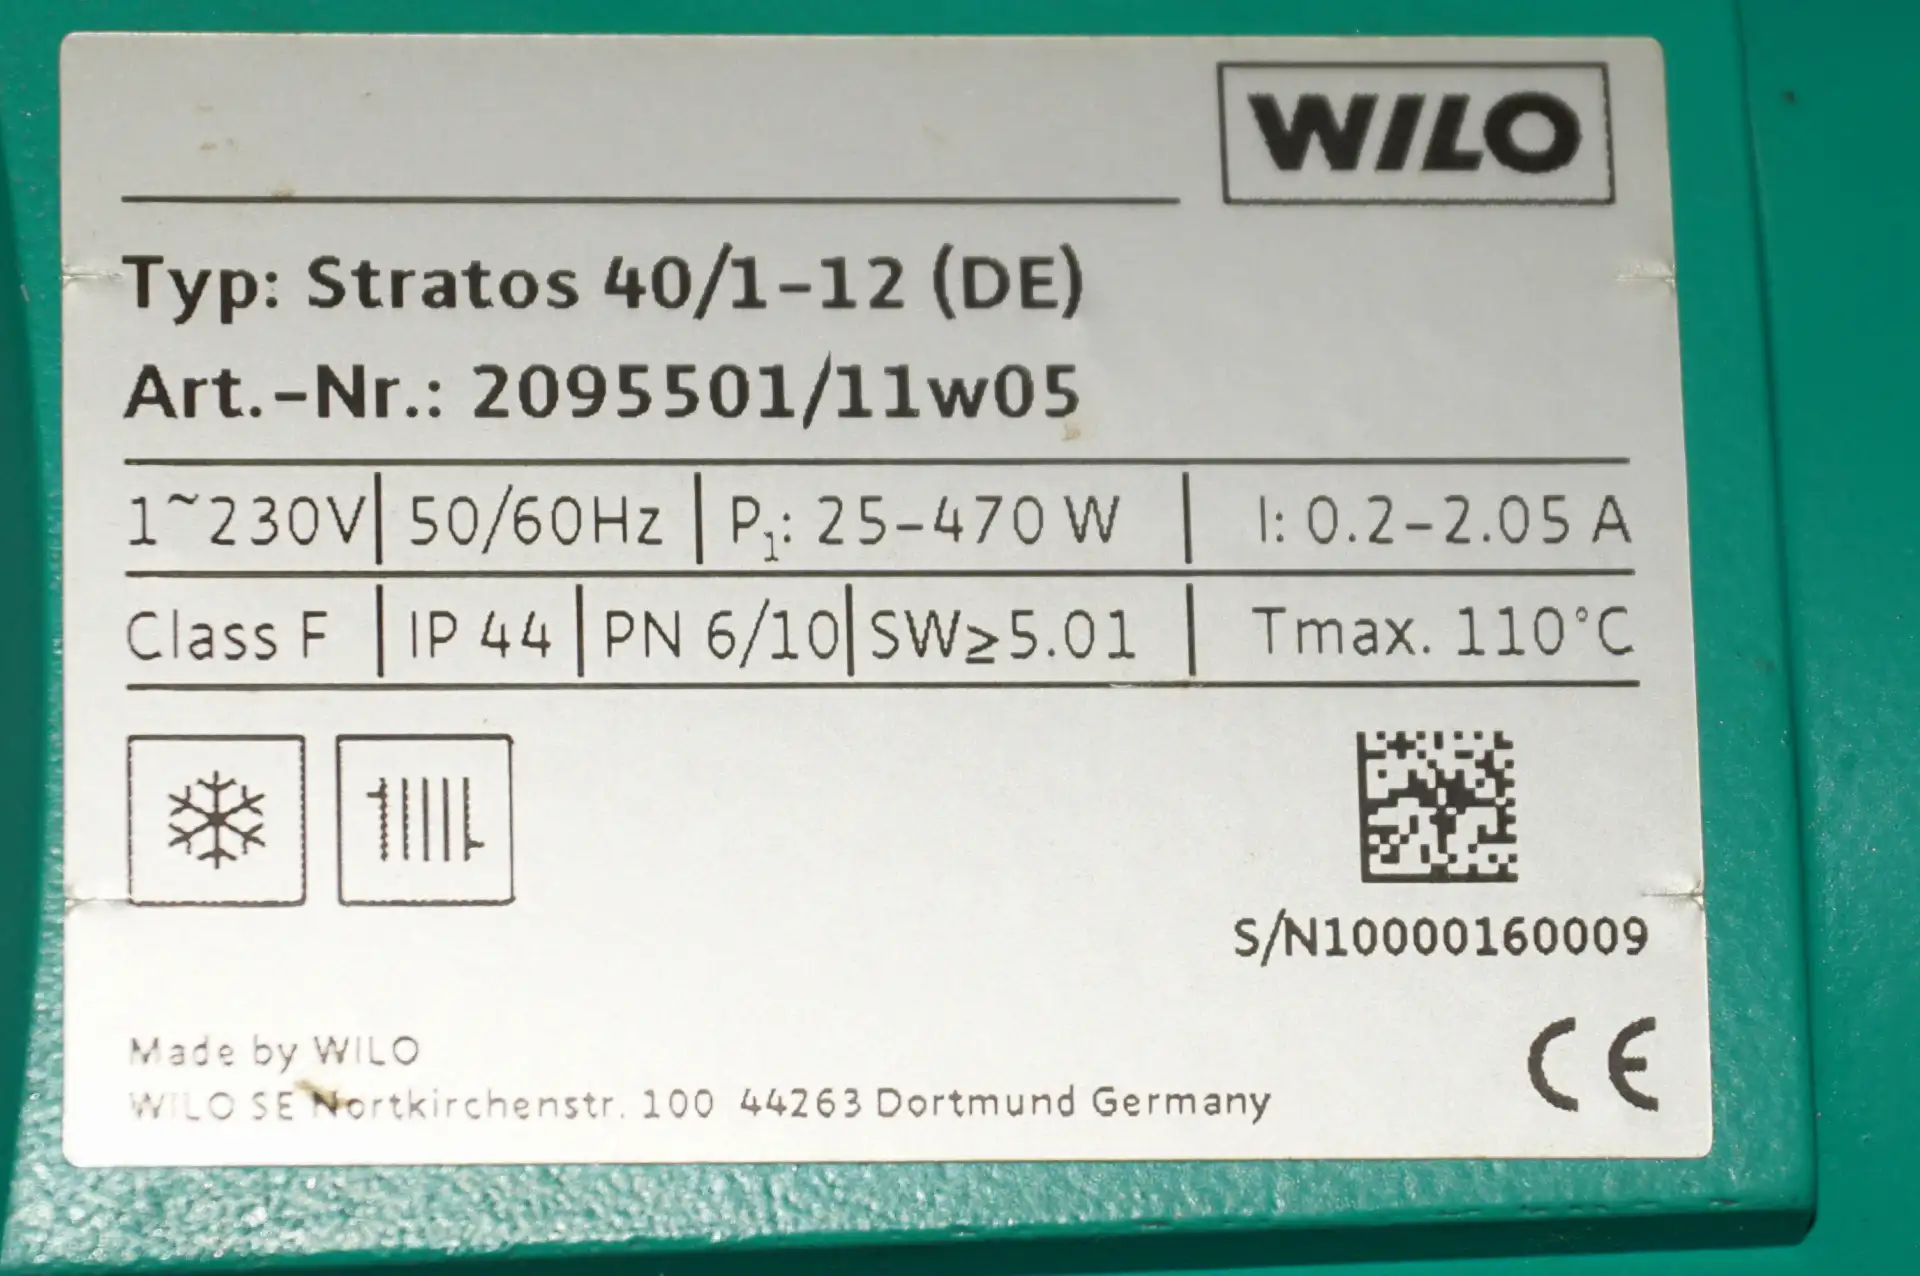 WILO
Typ: Stratos 40/1-12 (DE)
Art.-Nr.: 2095501/11w05
1~230V | 50/60Hz | P₁: 25-470 W | I: 0.2-2.05 A
Class F | IP 44 | PN 6/10 | SW≥5.01 | Tmax. 110°C
S/N10000160009
Made by WILO
WILO SE Nortkirchenstr. 100 44263 Dortmund Germany
CE